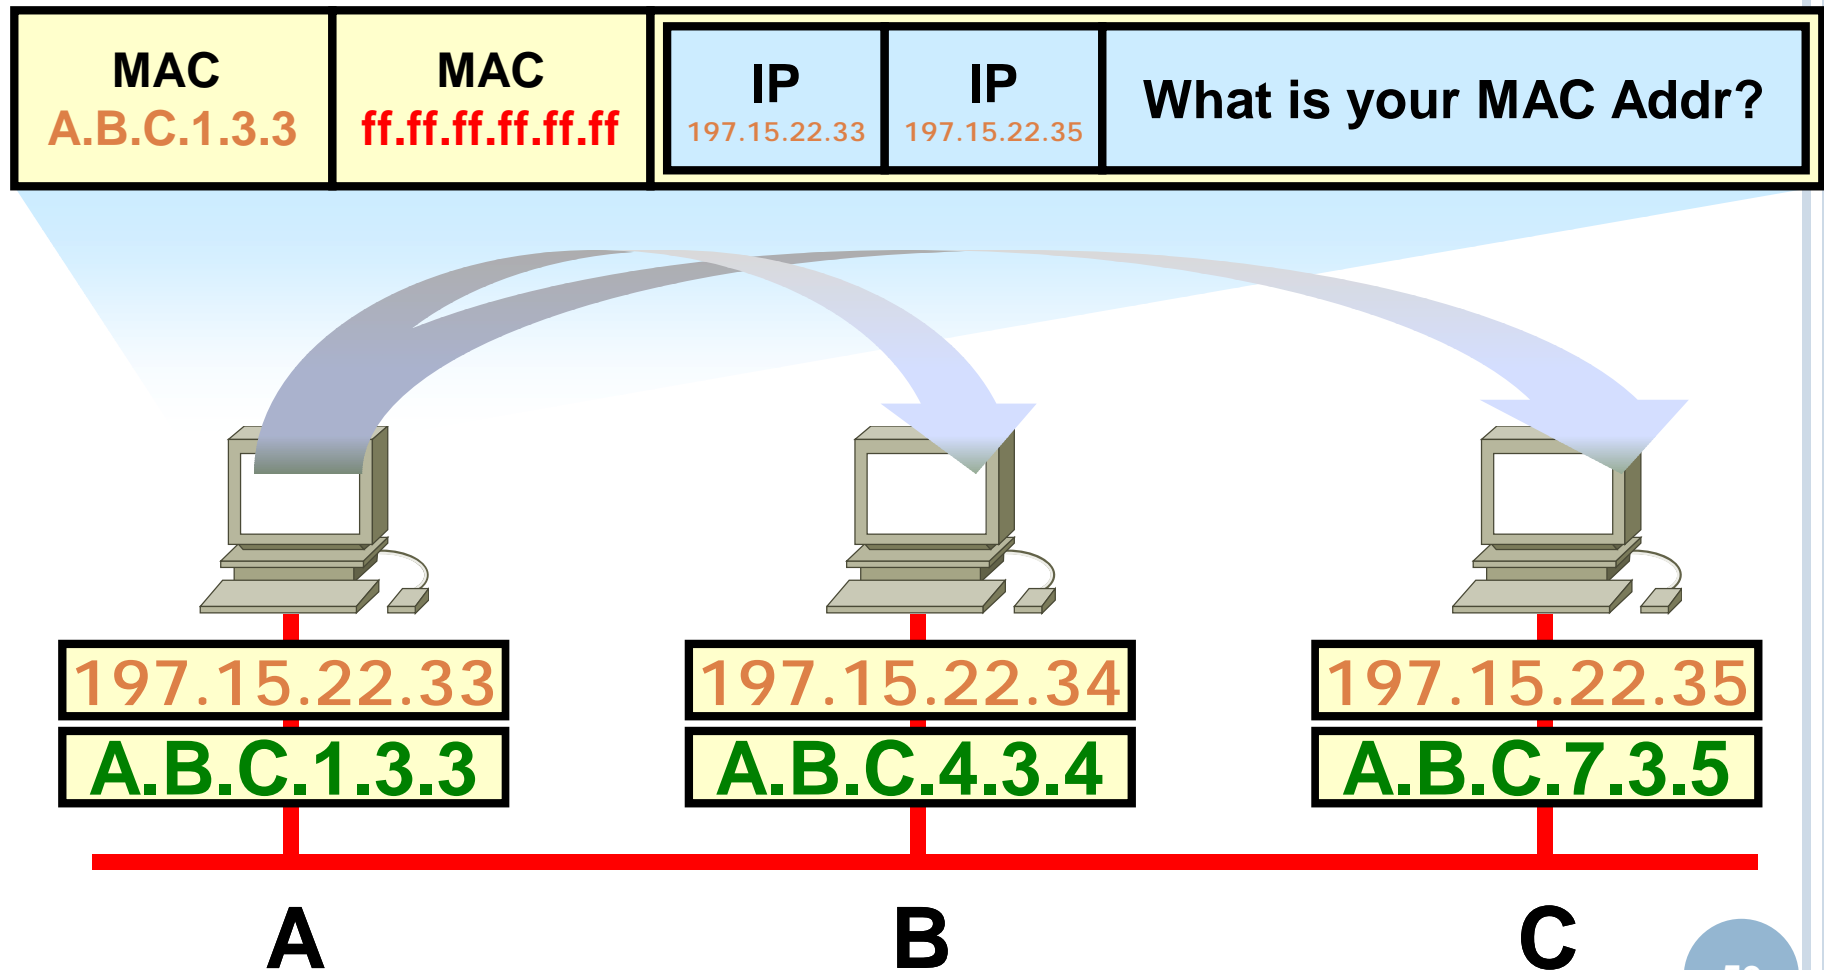 MAC
A.B.C.1.3.3
MAC
ff.ff.ff.ff.ff.ff
IP
197.15.22.33
IP
197.15.22.35
What is your MAC Addr?
197.15.22.33
197.15.22.34
197.15.22.35
A.B.C.1.3.3
A.B.C.4.3.4
A.B.C.7.3.5
A
B
C